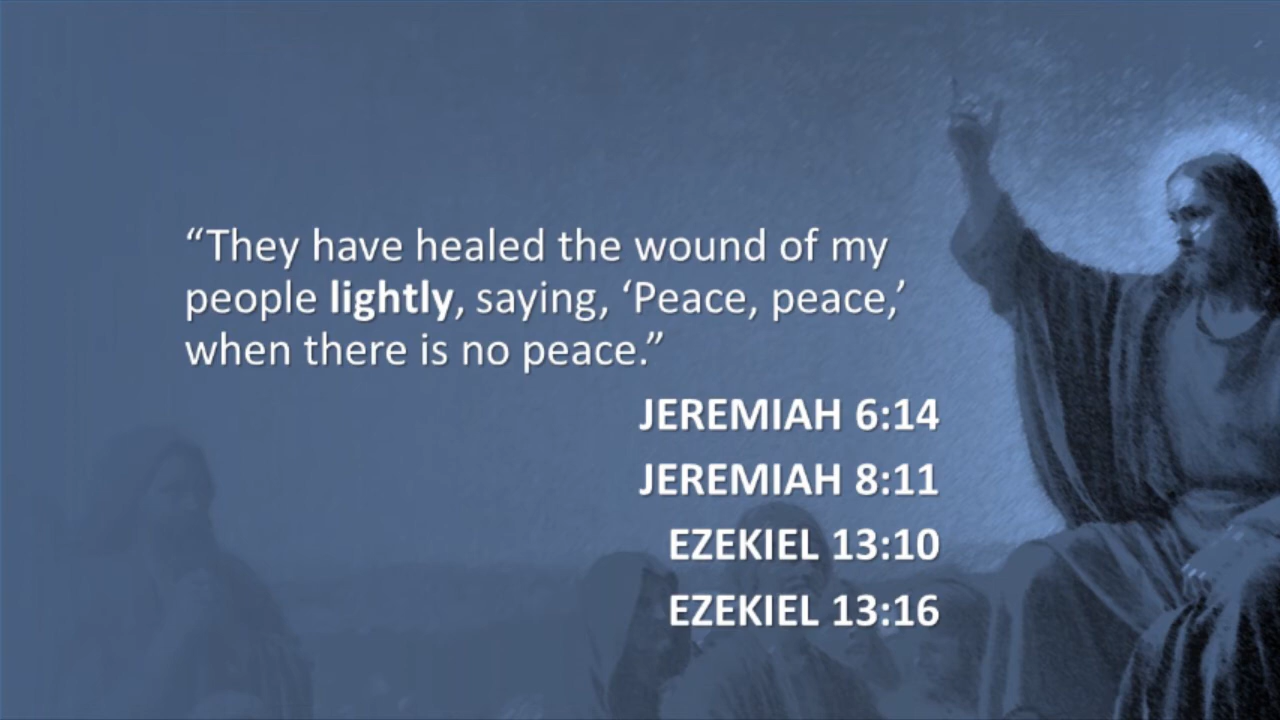 “They have healed the wound of my
people lightly, saying, ‘Peace, peace,’
when there is no peace.”
JEREMIAH 6:14
JEREMIAH 8:11
EZEKIEL 13:10
EZEKIEL 13:16